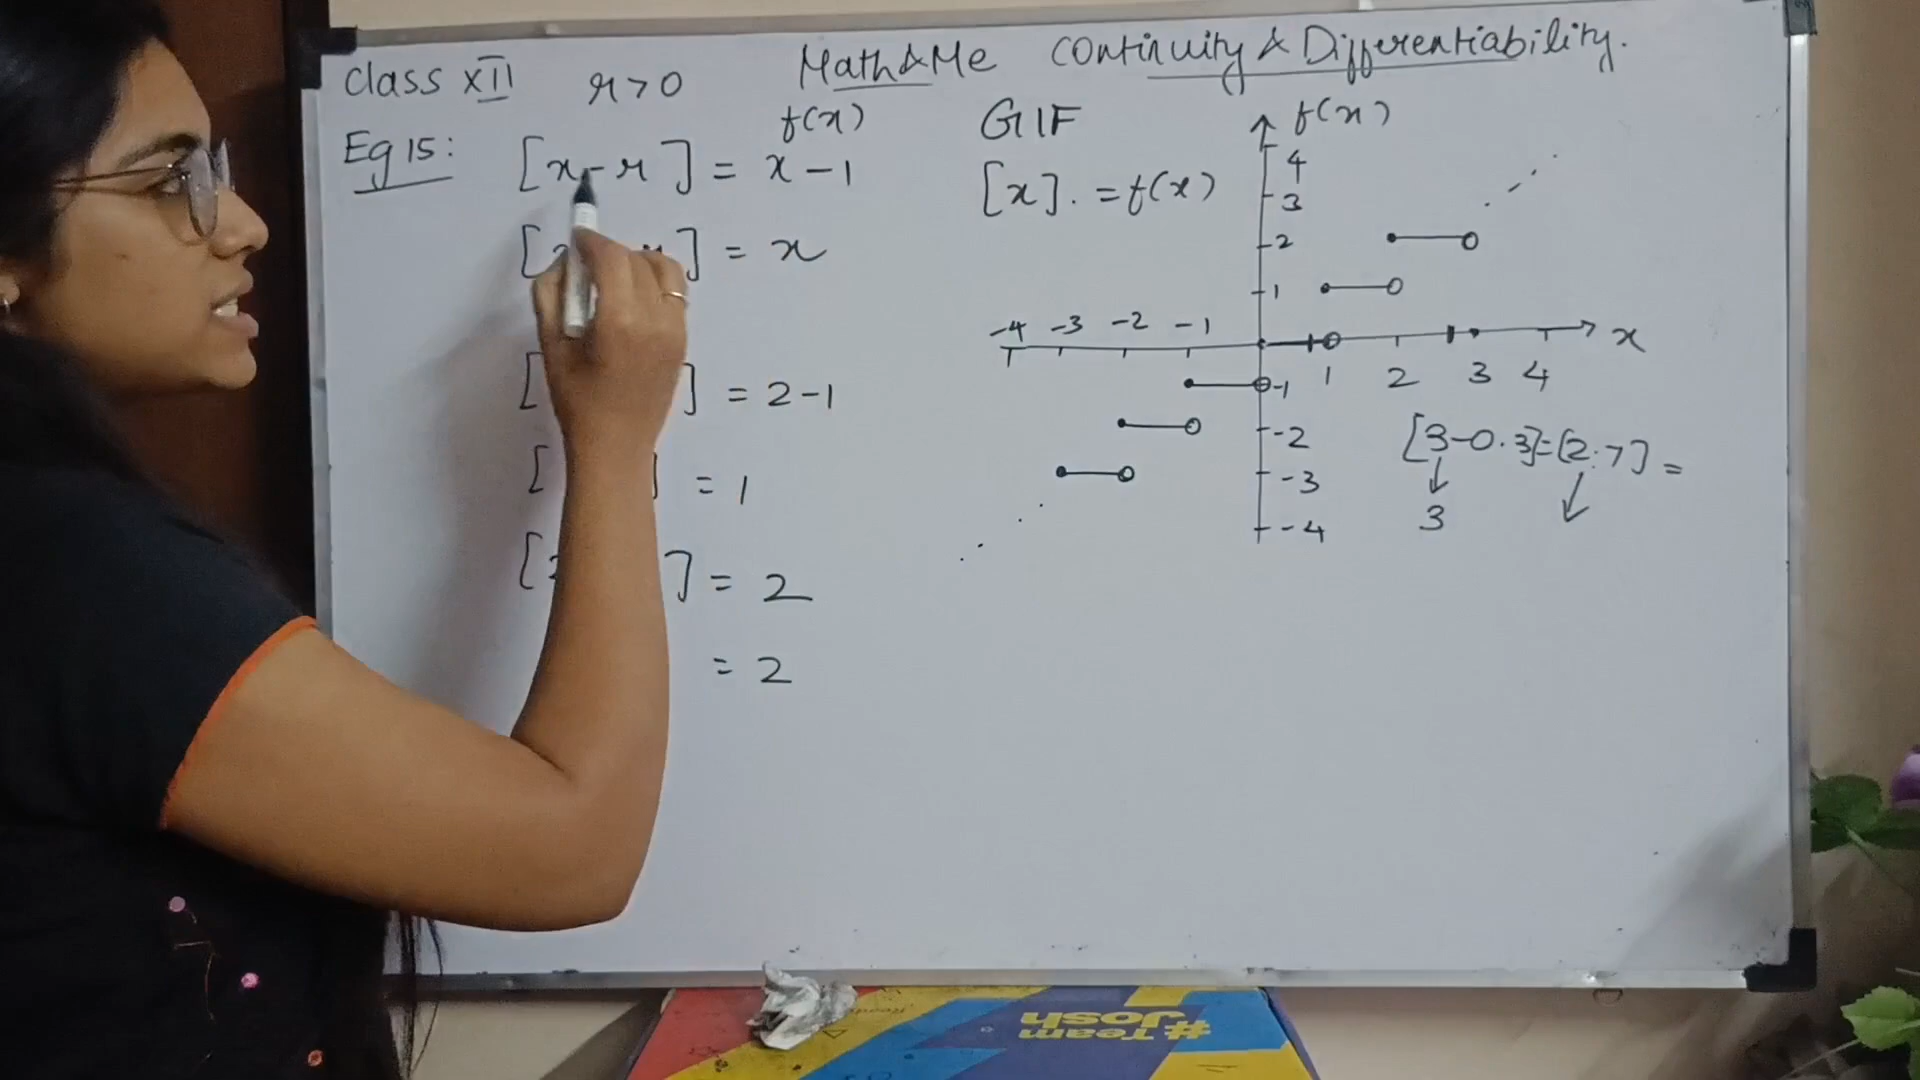 Class XII
r>0
Math&Me
Continuity & Differentiability.
Eg 15:
[x-r] = x-1
f(x)
[ ] = x
[ ] = 2-1
[ ] = 1
[ ] = 2
= 2
GIF
[x]. = f(x)
f(x)
4
3
2
1
-4 -3 -2 -1
x
1 2 3 4
-1
-2
-3
-4
[3-0.3]=[2.7] =
3
#Team
Josh